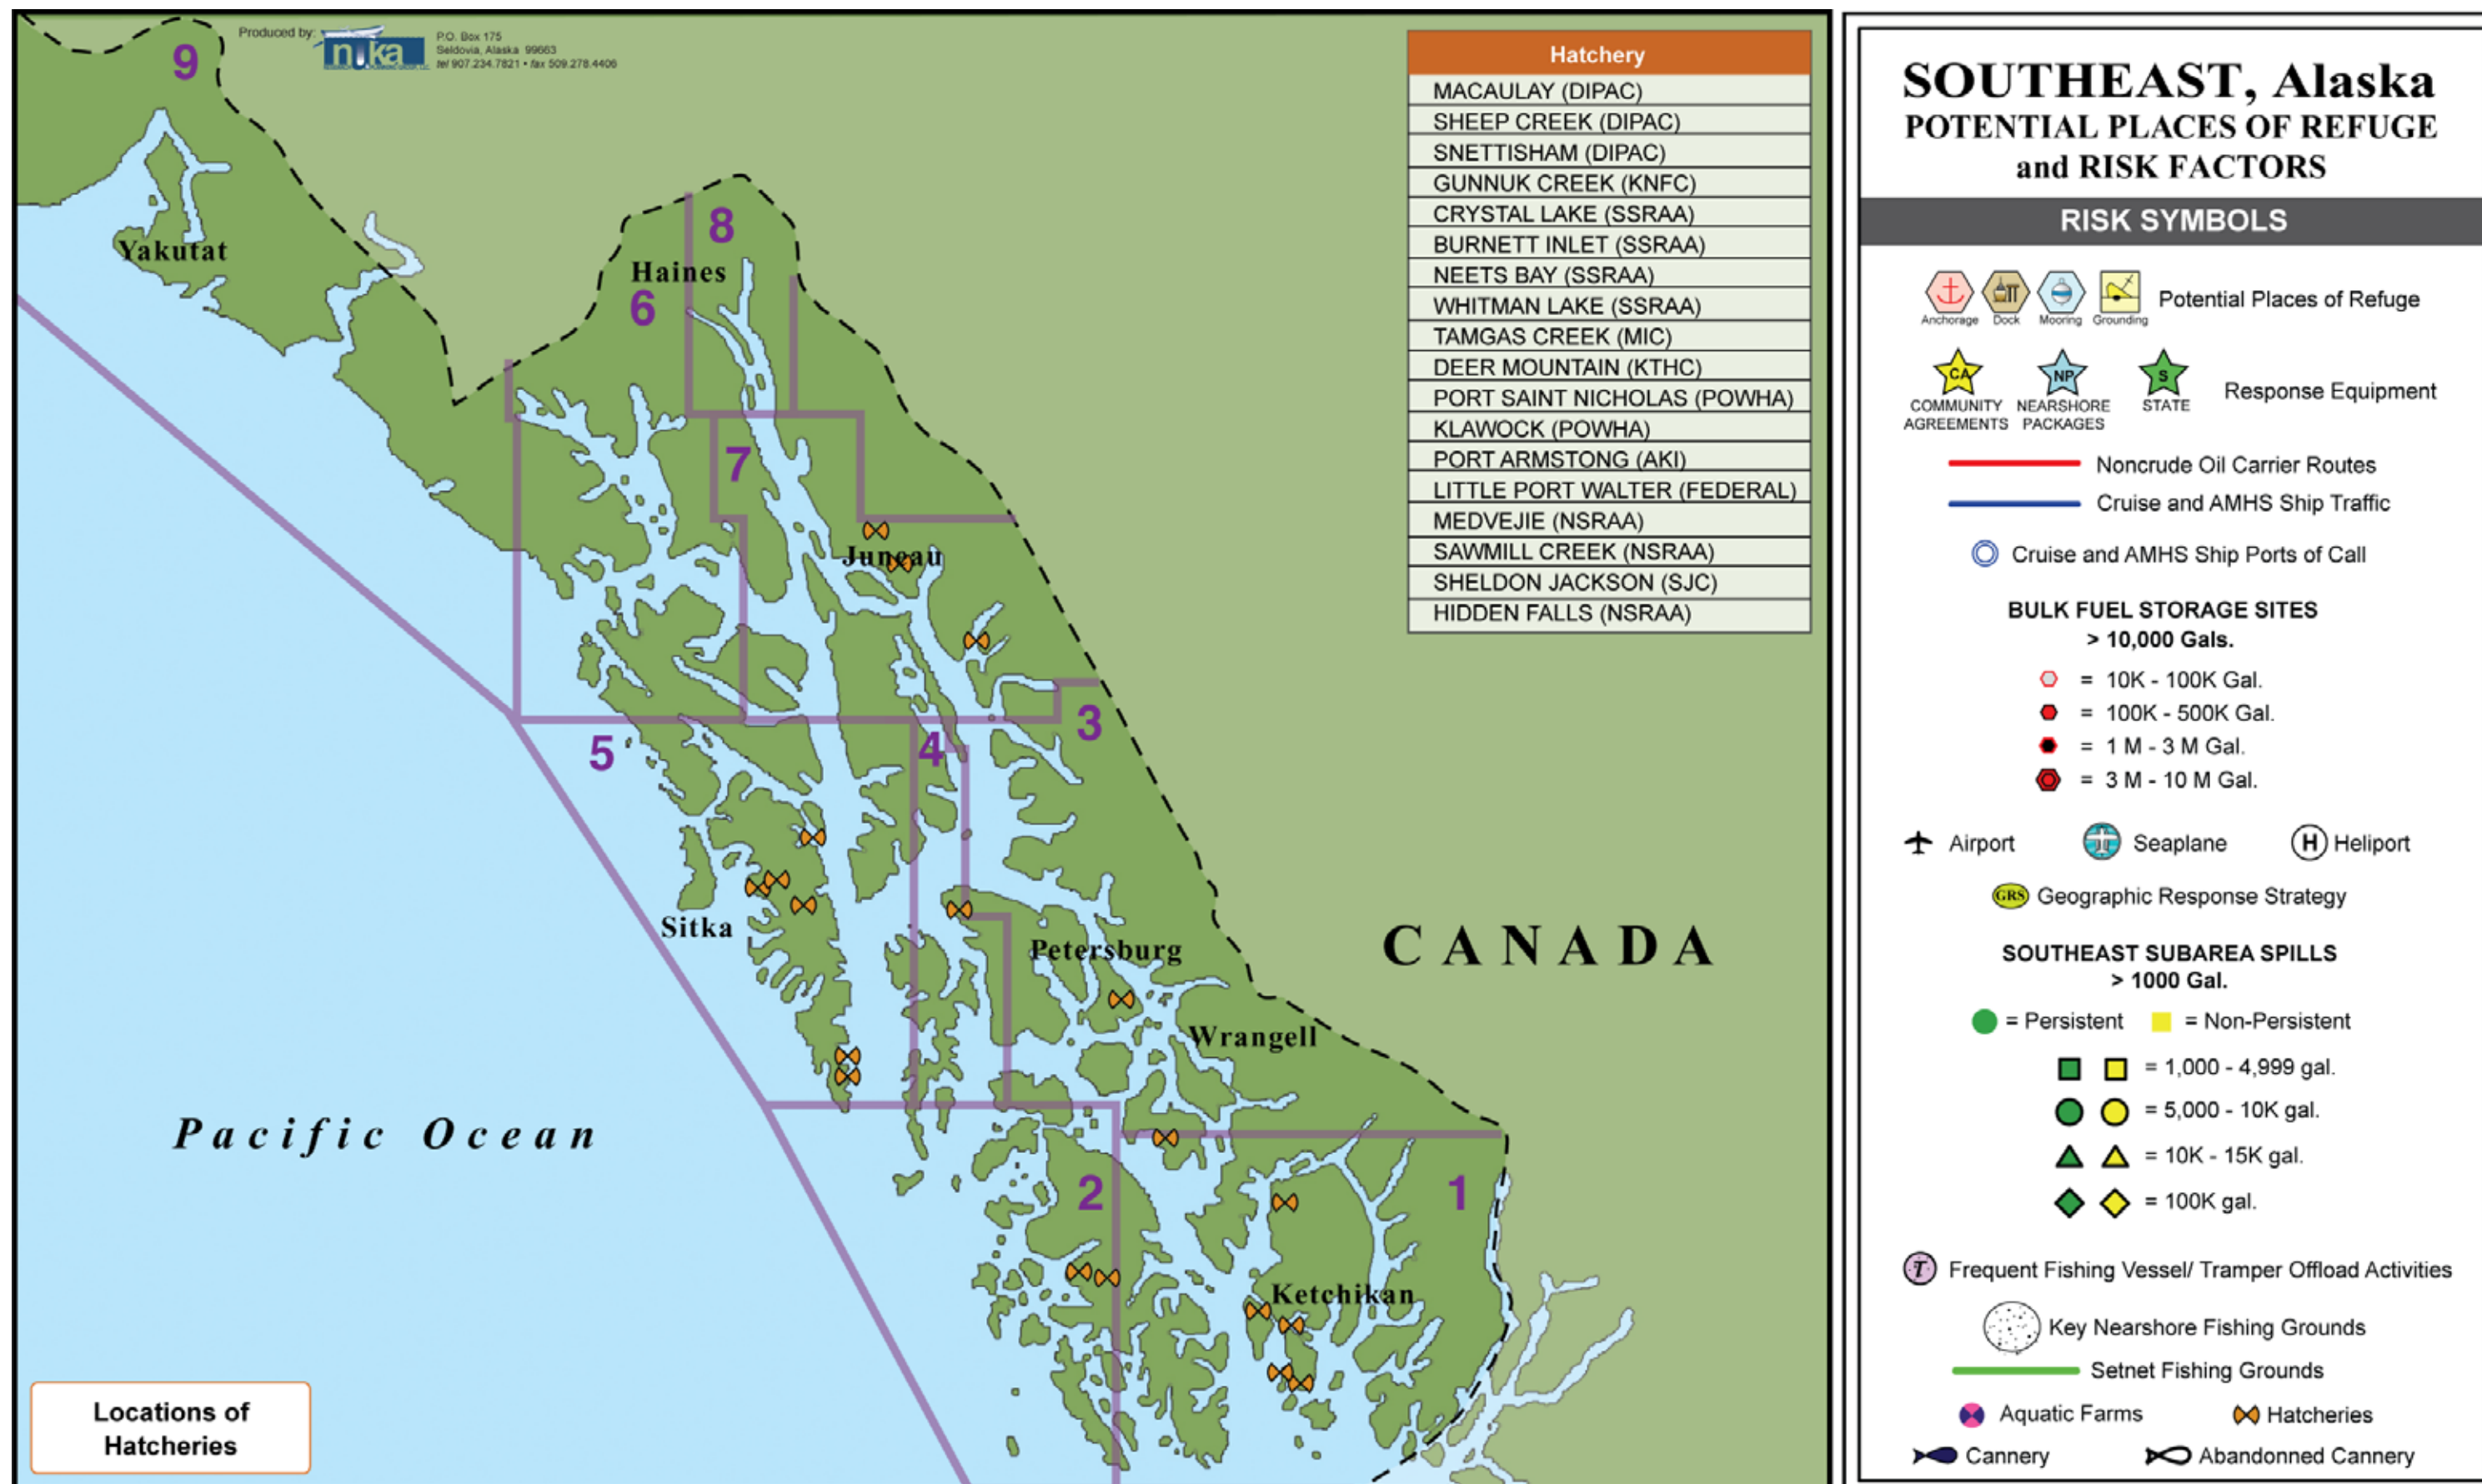 Produced by:
nuka
P.O. Box 175
Seldovia, Alaska 99663
tel 907.234.7821 • fax 509.278.4406
9
Yakutat
8
Haines
6
7
Juneau
3
5
4
Sitka
Petersburg
CANADA
Wrangell
Pacific Ocean
2
1
Ketchikan
Locations of
Hatcheries
Hatchery
MACAULAY (DIPAC)
SHEEP CREEK (DIPAC)
SNETTISHAM (DIPAC)
GUNNUK CREEK (KNFC)
CRYSTAL LAKE (SSRAA)
BURNETT INLET (SSRAA)
NEETS BAY (SSRAA)
WHITMAN LAKE (SSRAA)
TAMGAS CREEK (MIC)
DEER MOUNTAIN (KTHC)
PORT SAINT NICHOLAS (POWHA)
KLAWOCK (POWHA)
PORT ARMSTONG (AKI)
LITTLE PORT WALTER (FEDERAL)
MEDVEJIE (NSRAA)
SAWMILL CREEK (NSRAA)
SHELDON JACKSON (SJC)
HIDDEN FALLS (NSRAA)
SOUTHEAST, Alaska
POTENTIAL PLACES OF REFUGE
and RISK FACTORS
RISK SYMBOLS
Anchorage Dock Mooring Grounding Potential Places of Refuge
CA NP S
COMMUNITY AGREEMENTS NEARSHORE PACKAGES STATE Response Equipment
Noncrude Oil Carrier Routes
Cruise and AMHS Ship Traffic
Cruise and AMHS Ship Ports of Call
BULK FUEL STORAGE SITES
> 10,000 Gals.
= 10K - 100K Gal.
= 100K - 500K Gal.
= 1 M - 3 M Gal.
= 3 M - 10 M Gal.
Airport Seaplane H Heliport
GRS Geographic Response Strategy
SOUTHEAST SUBAREA SPILLS
> 1000 Gal.
= Persistent = Non-Persistent
= 1,000 - 4,999 gal.
= 5,000 - 10K gal.
= 10K - 15K gal.
= 100K gal.
T Frequent Fishing Vessel/ Tramper Offload Activities
Key Nearshore Fishing Grounds
Setnet Fishing Grounds
Aquatic Farms Hatcheries
Cannery Abandonned Cannery